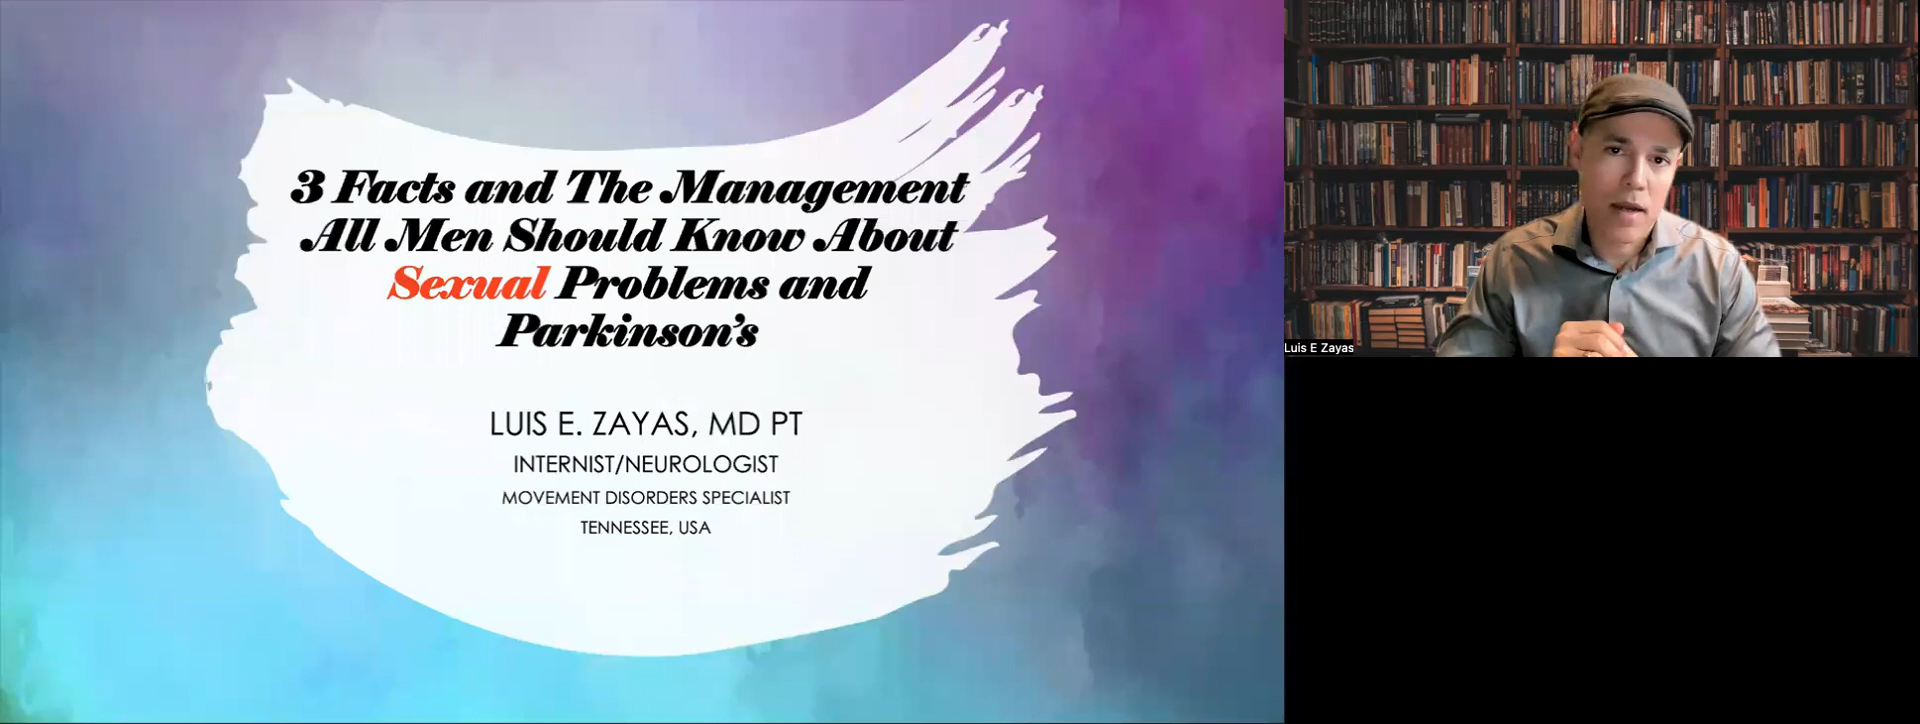 3 Facts and The Management
All Men Should Know About
Sexual Problems and
Parkinson's
LUIS E. ZAYAS, MD PT
INTERNIST/NEUROLOGIST
MOVEMENT DISORDERS SPECIALIST
TENNESSEE, USA
Luis E Zayas